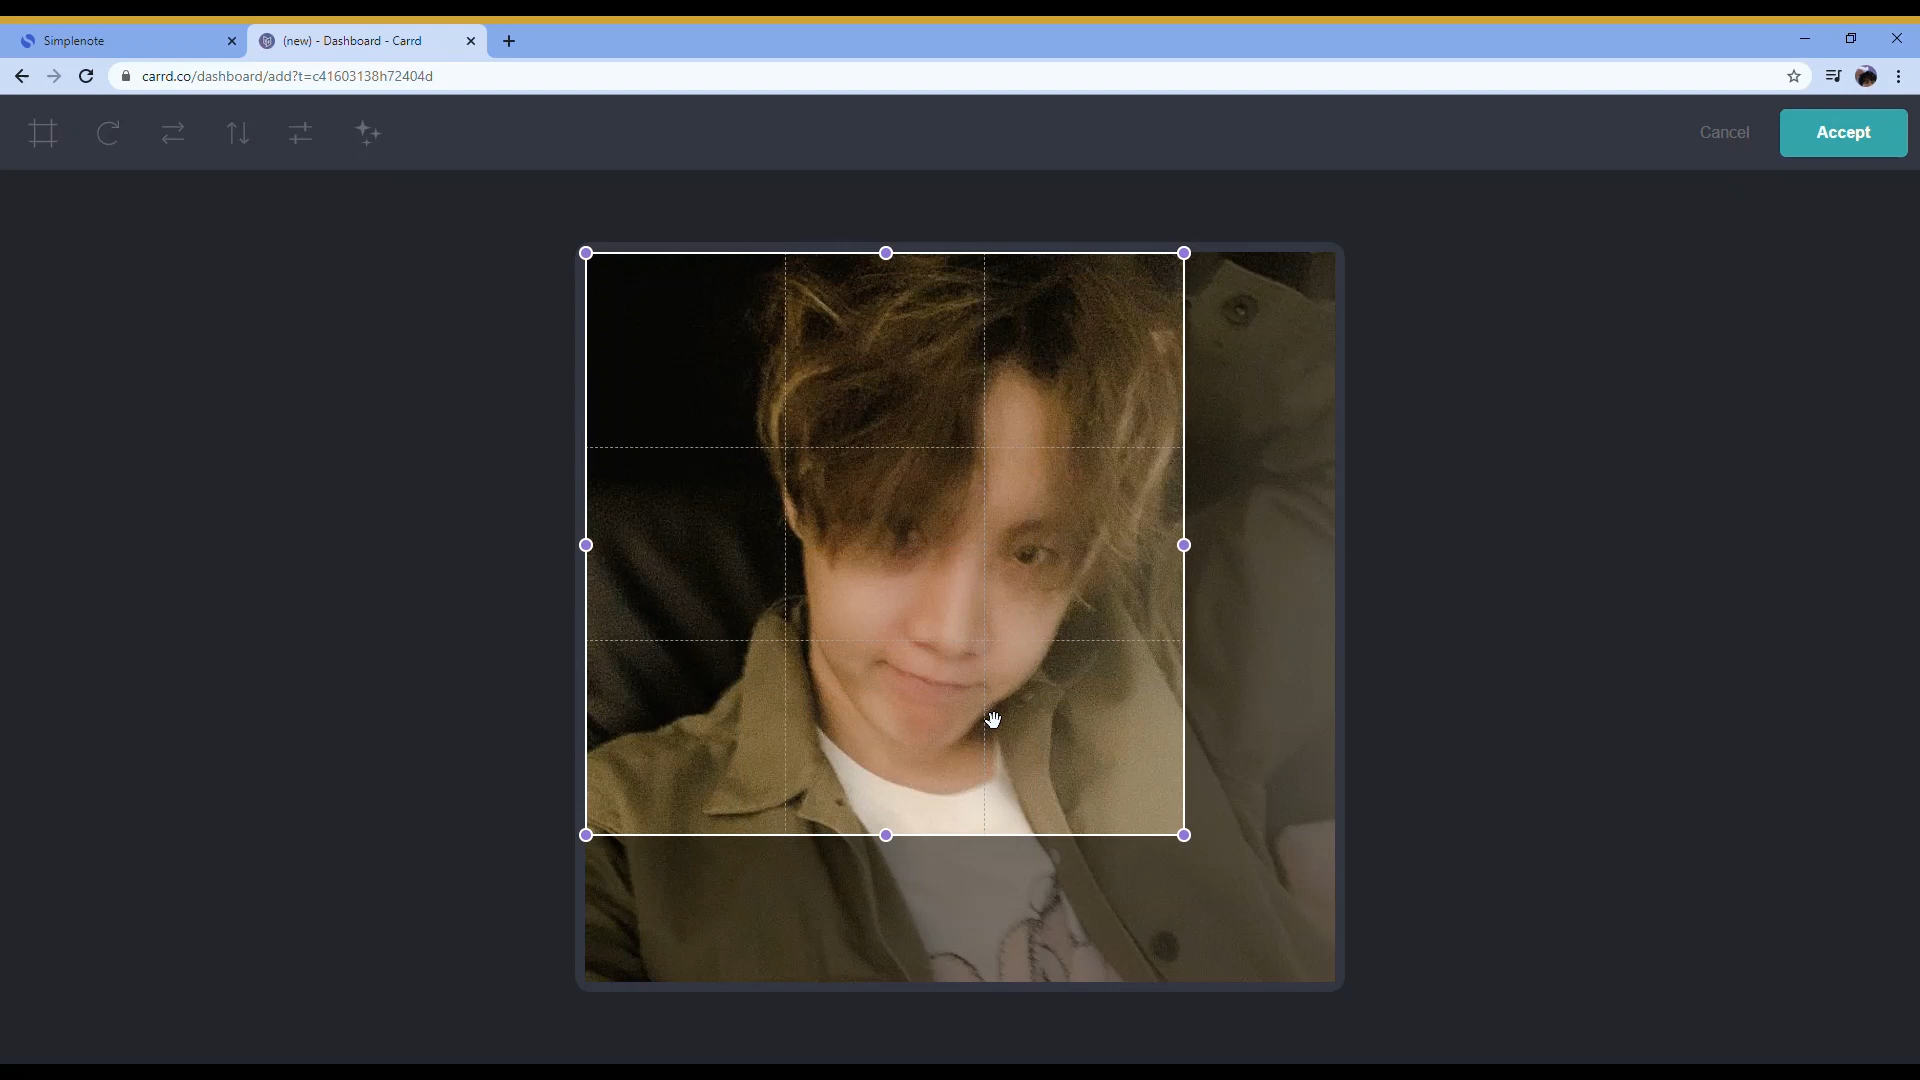 Simplenote
(new) - Dashboard - Carrd
carrd.co/dashboard/add?t=c41603138h72404d
Cancel
Accept